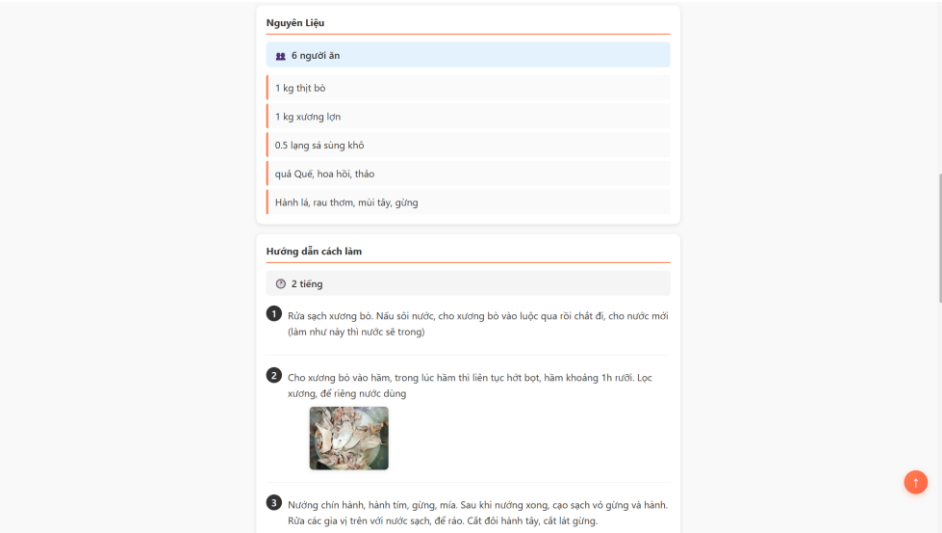 Nguyên Liệu
6 người ăn
1 kg thịt bò
1 kg xương lợn
0.5 lạng sá sùng khô
quả Quế, hoa hồi, thảo
Hành lá, rau thơm, mùi tây, gừng
Hướng dẫn cách làm
2 tiếng
1 Rửa sạch xương bò. Nấu sôi nước, cho xương bò vào luộc qua rồi chắt đi, cho nước mới
(làm như này thì nước sẽ trong)
2 Cho xương bò vào hầm, trong lúc hầm thì liên tục hớt bọt, hầm khoảng 1h rưỡi. Lọc
xương, để riêng nước dùng
3 Nướng chín hành, hành tím, gừng, mía. Sau khi nướng xong, cạo sạch vỏ gừng và hành.
Rửa các gia vị trên với nước sạch, để ráo. Cắt đôi hành tây, cắt lát gừng.